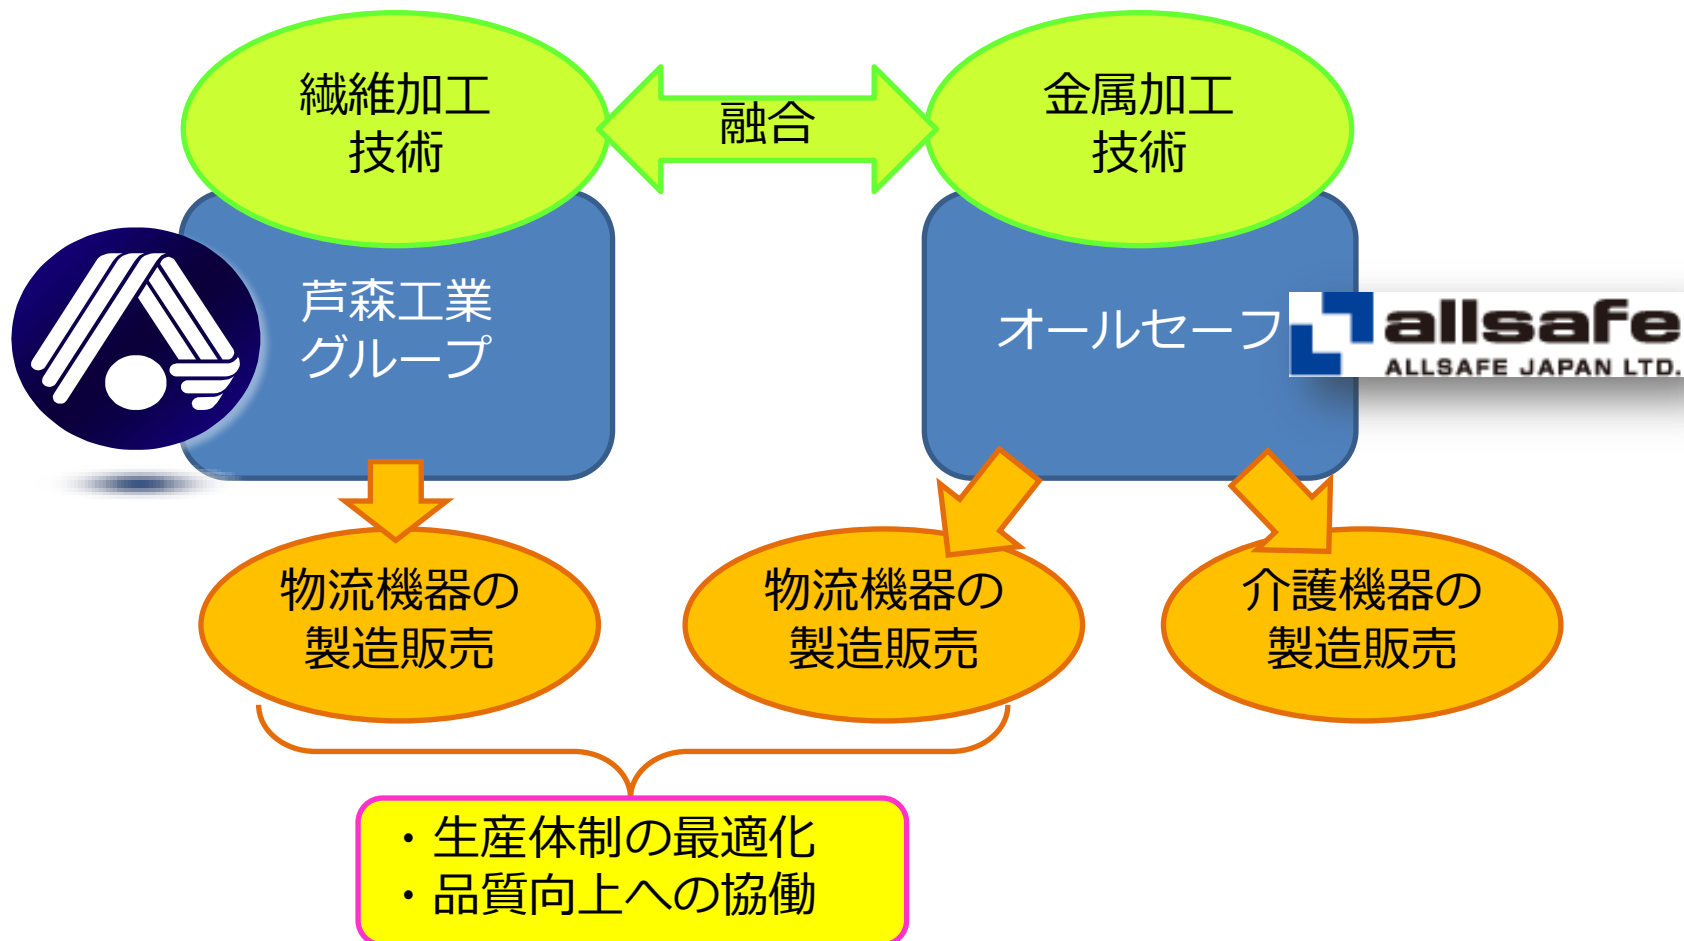 繊維加工
技術
融合
金属加工
技術
芦森工業
グループ
オールセーフ
allsafe
ALLSAFE JAPAN LTD.
物流機器の
製造販売
物流機器の
製造販売
介護機器の
製造販売
・生産体制の最適化
・品質向上への協働